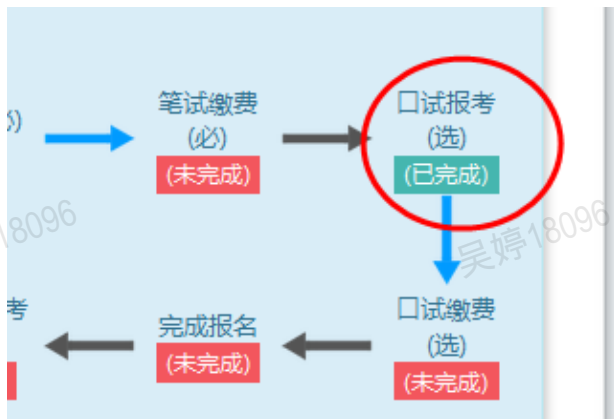 笔试缴费
(必)
(未完成)
口试报考
(选)
(已完成)
口试缴费
(选)
(未完成)
完成报名
(未完成)
考
18096
吴婷18096